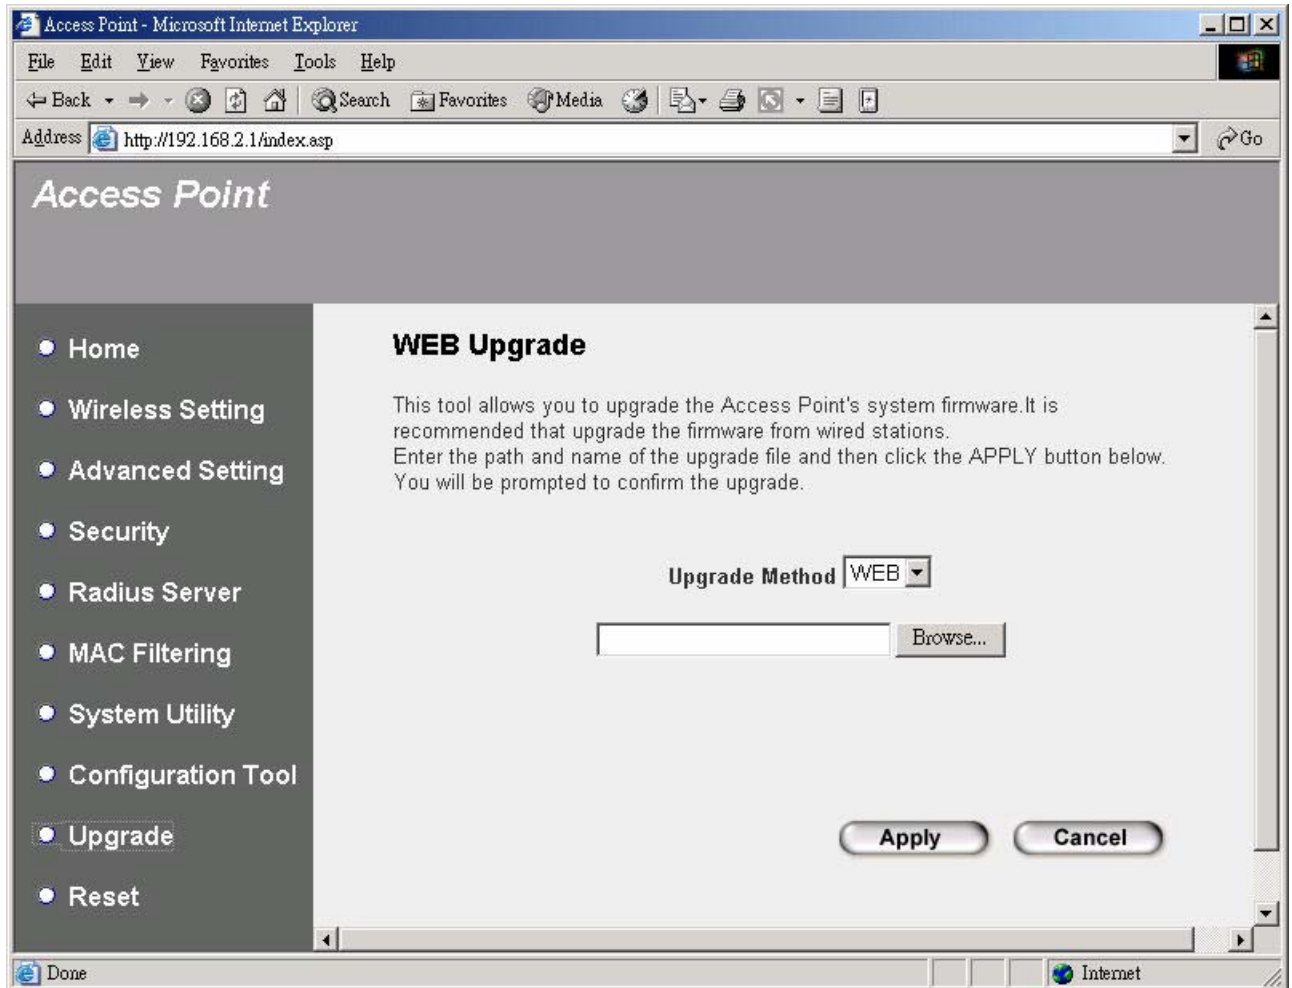 Access Point - Microsoft Internet Explorer
File Edit View Favorites Tools Help
Back Search Favorites Media
Address http://192.168.2.1/index.asp Go
Access Point
Home
Wireless Setting
Advanced Setting
Security
Radius Server
MAC Filtering
System Utility
Configuration Tool
Upgrade
Reset
WEB Upgrade
This tool allows you to upgrade the Access Point's system firmware.It is
recommended that upgrade the firmware from wired stations.
Enter the path and name of the upgrade file and then click the APPLY button below.
You will be prompted to confirm the upgrade.
Upgrade Method WEB
Browse...
Apply Cancel
Done Internet